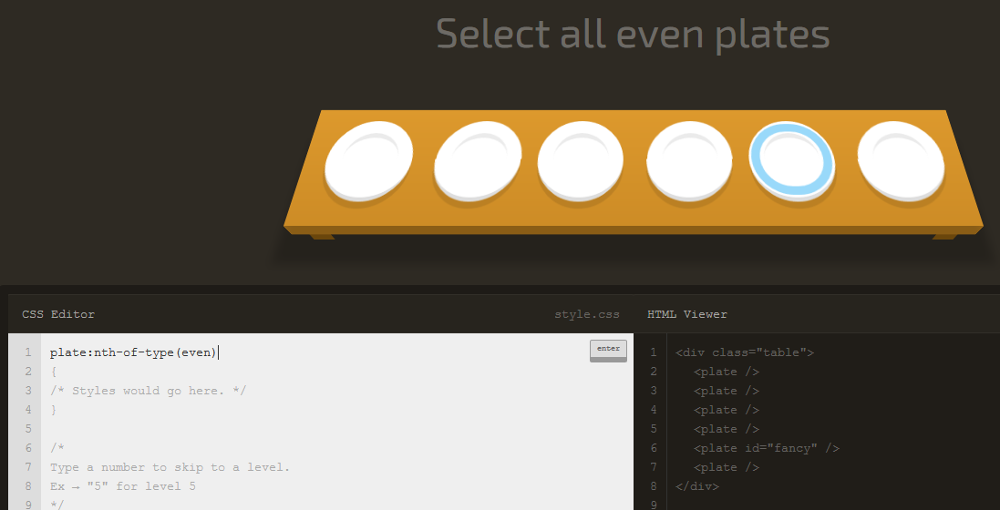 Select all even plates
CSS Editor style.css
1 plate:nth-of-type(even)
enter
2 {
3 /* Styles would go here. */
4 }
5
6 /*
7 Type a number to skip to a level.
8 Ex → "5" for level 5
9 */
HTML Viewer
1 <div class="table">
2 <plate />
3 <plate />
4 <plate />
5 <plate />
6 <plate id="fancy" />
7 <plate />
8 </div>
9